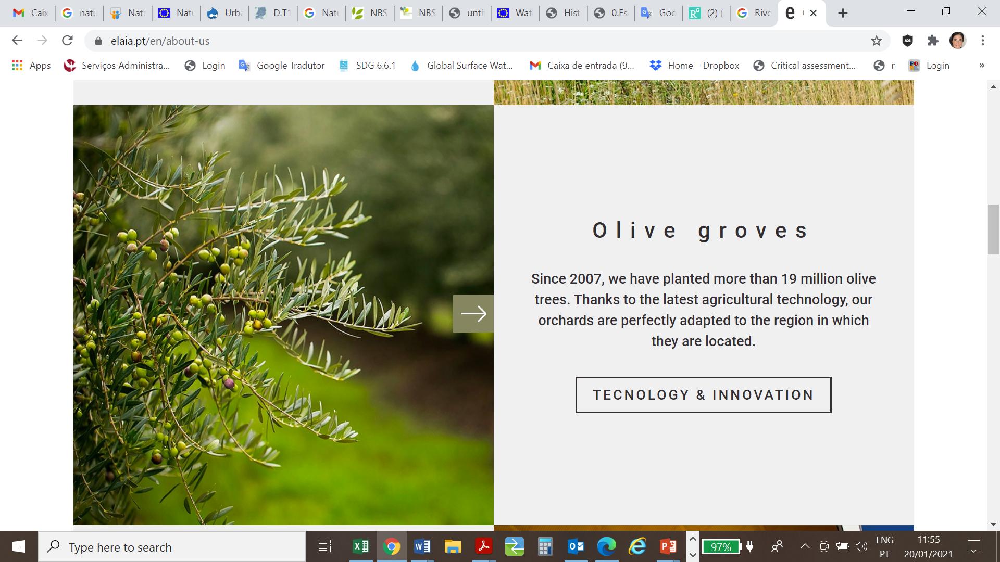 Caix
natu
Natu
Natu
Urba
D.T1
Natu
NBS
NBS
unti
Wat
Hist
0.Es
Goo
(2) (
Rive
elaia.pt/en/about-us
Apps
Serviços Administra...
Login
Google Tradutor
SDG 6.6.1
Global Surface Wat...
Caixa de entrada (9...
Home – Dropbox
Critical assessment...
r
Login
»
Olive groves
Since 2007, we have planted more than 19 million olive
trees. Thanks to the latest agricultural technology, our
orchards are perfectly adapted to the region in which
they are located.
TECNOLOGY & INNOVATION
Type here to search
97%
ENG
PT
11:55
20/01/2021